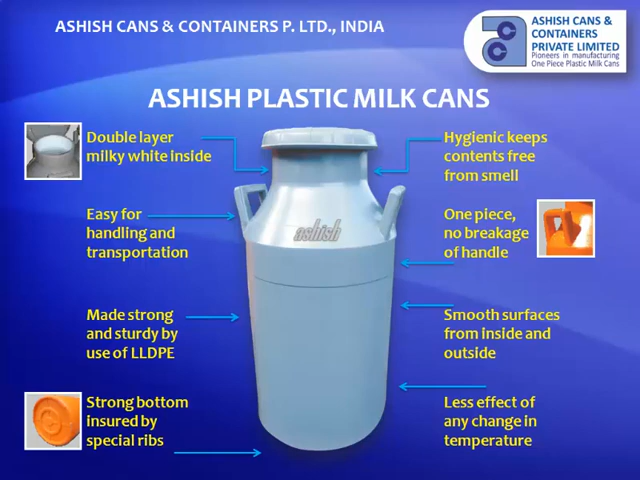 ASHISH CANS & CONTAINERS P. LTD., INDIA
ASHISH CANS &
CONTAINERS
PRIVATE LIMITED
Pioneers in manufacturing
One Piece Plastic Milk Cans
ASHISH PLASTIC MILK CANS
Double layer
milky white inside
Easy for
handling and
transportation
Made strong
and sturdy by
use of LLDPE
Strong bottom
insured by
special ribs
ashish
Hygienic keeps
contents free
from smell
One piece,
no breakage
of handle
Smooth surfaces
from inside and
outside
Less effect of
any change in
temperature